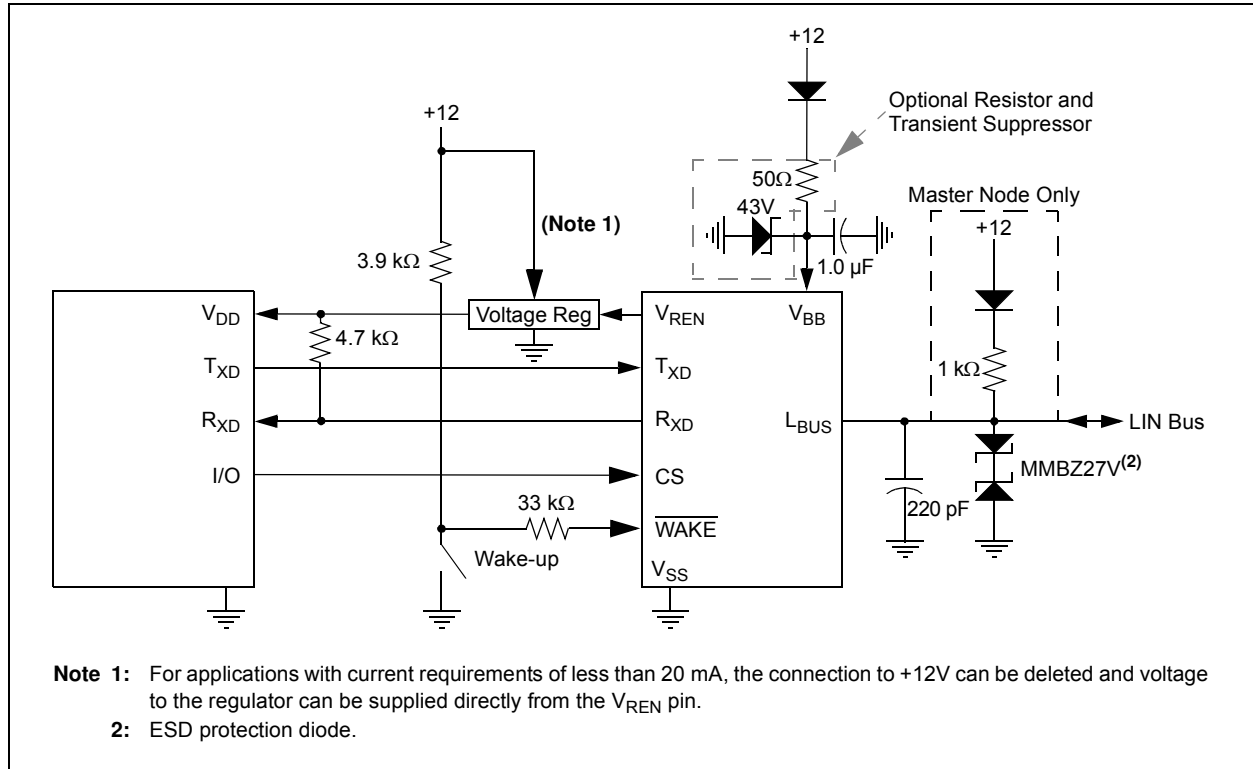 +12
Optional Resistor and
Transient Suppressor
+12
50Ω
Master Node Only
43V
+12
(Note 1)
3.9 kΩ
1.0 µF
VDD
Voltage Reg
VREN
VBB
4.7 kΩ
TXD
TXD
1 kΩ
RXD
RXD
LBUS
LIN Bus
I/O
CS
MMBZ27V(2)
33 kΩ
220 pF
WAKE
Wake-up
VSS
Note 1: For applications with current requirements of less than 20 mA, the connection to +12V can be deleted and voltage
to the regulator can be supplied directly from the VREN pin.
2: ESD protection diode.